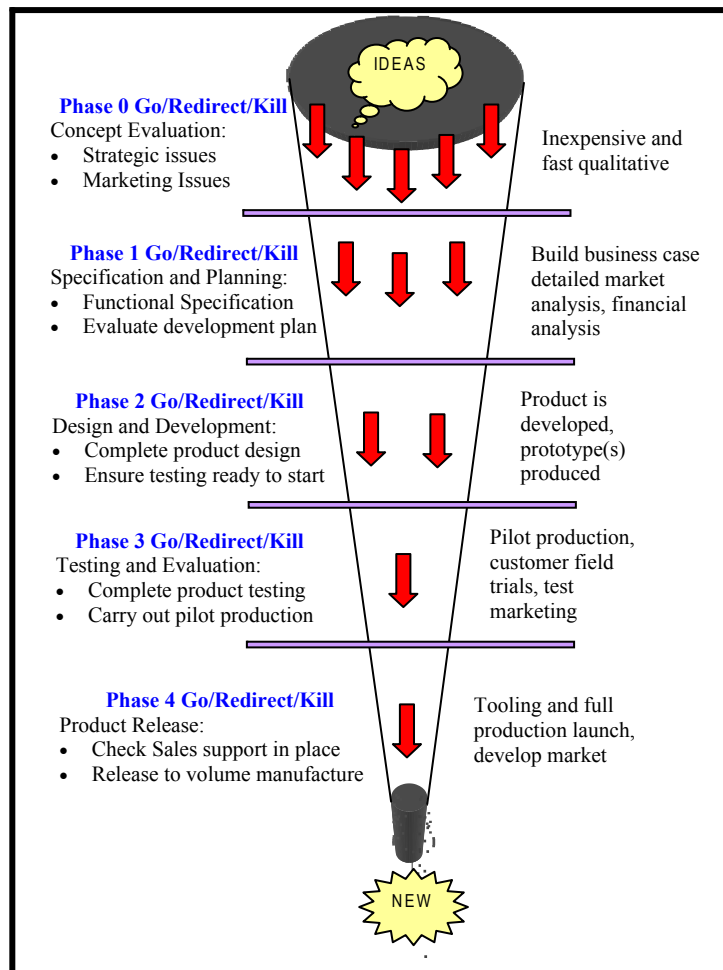 IDEAS
Phase 0 Go/Redirect/Kill
Concept Evaluation:
• Strategic issues
• Marketing Issues
Inexpensive and
fast qualitative
Phase 1 Go/Redirect/Kill
Specification and Planning:
• Functional Specification
• Evaluate development plan
Build business case
detailed market
analysis, financial
analysis
Phase 2 Go/Redirect/Kill
Design and Development:
• Complete product design
• Ensure testing ready to start
Product is
developed,
prototype(s)
produced
Phase 3 Go/Redirect/Kill
Testing and Evaluation:
• Complete product testing
• Carry out pilot production
Pilot production,
customer field
trials, test
marketing
Phase 4 Go/Redirect/Kill
Product Release:
• Check Sales support in place
• Release to volume manufacture
Tooling and full
production launch,
develop market
NEW